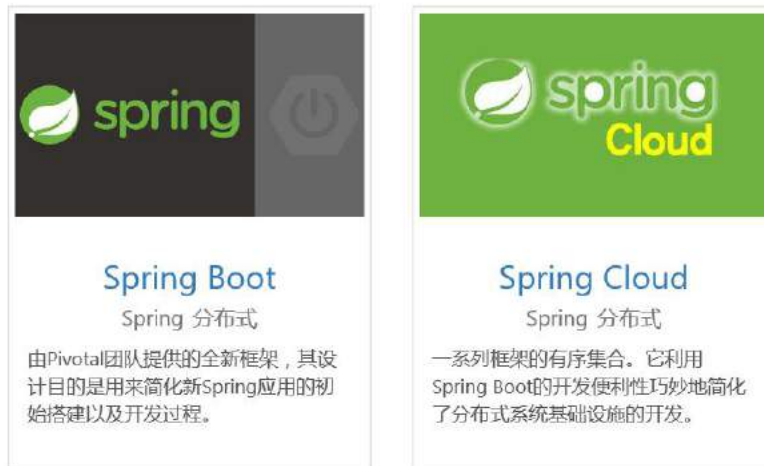 spring
Spring Boot
Spring 分布式
由Pivotal团队提供的全新框架，其设
计目的是用来简化新Spring应用的初
始搭建以及开发过程。
spring
Cloud
Spring Cloud
Spring 分布式
一系列框架的有序集合。它利用
Spring Boot的开发便利性巧妙地简化
了分布式系统基础设施的开发。